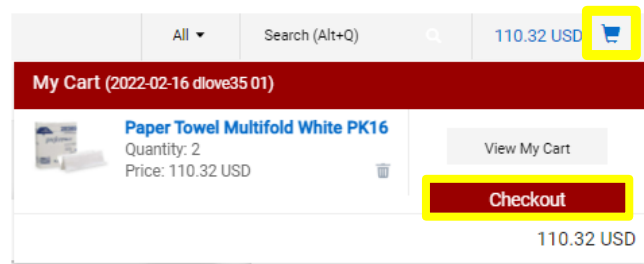 All ▼ Search (Alt+Q) 110.32 USD
My Cart (2022-02-16 dlove35 01)
Paper Towel Multifold White PK16
Quantity: 2
Price: 110.32 USD
View My Cart
Checkout
110.32 USD